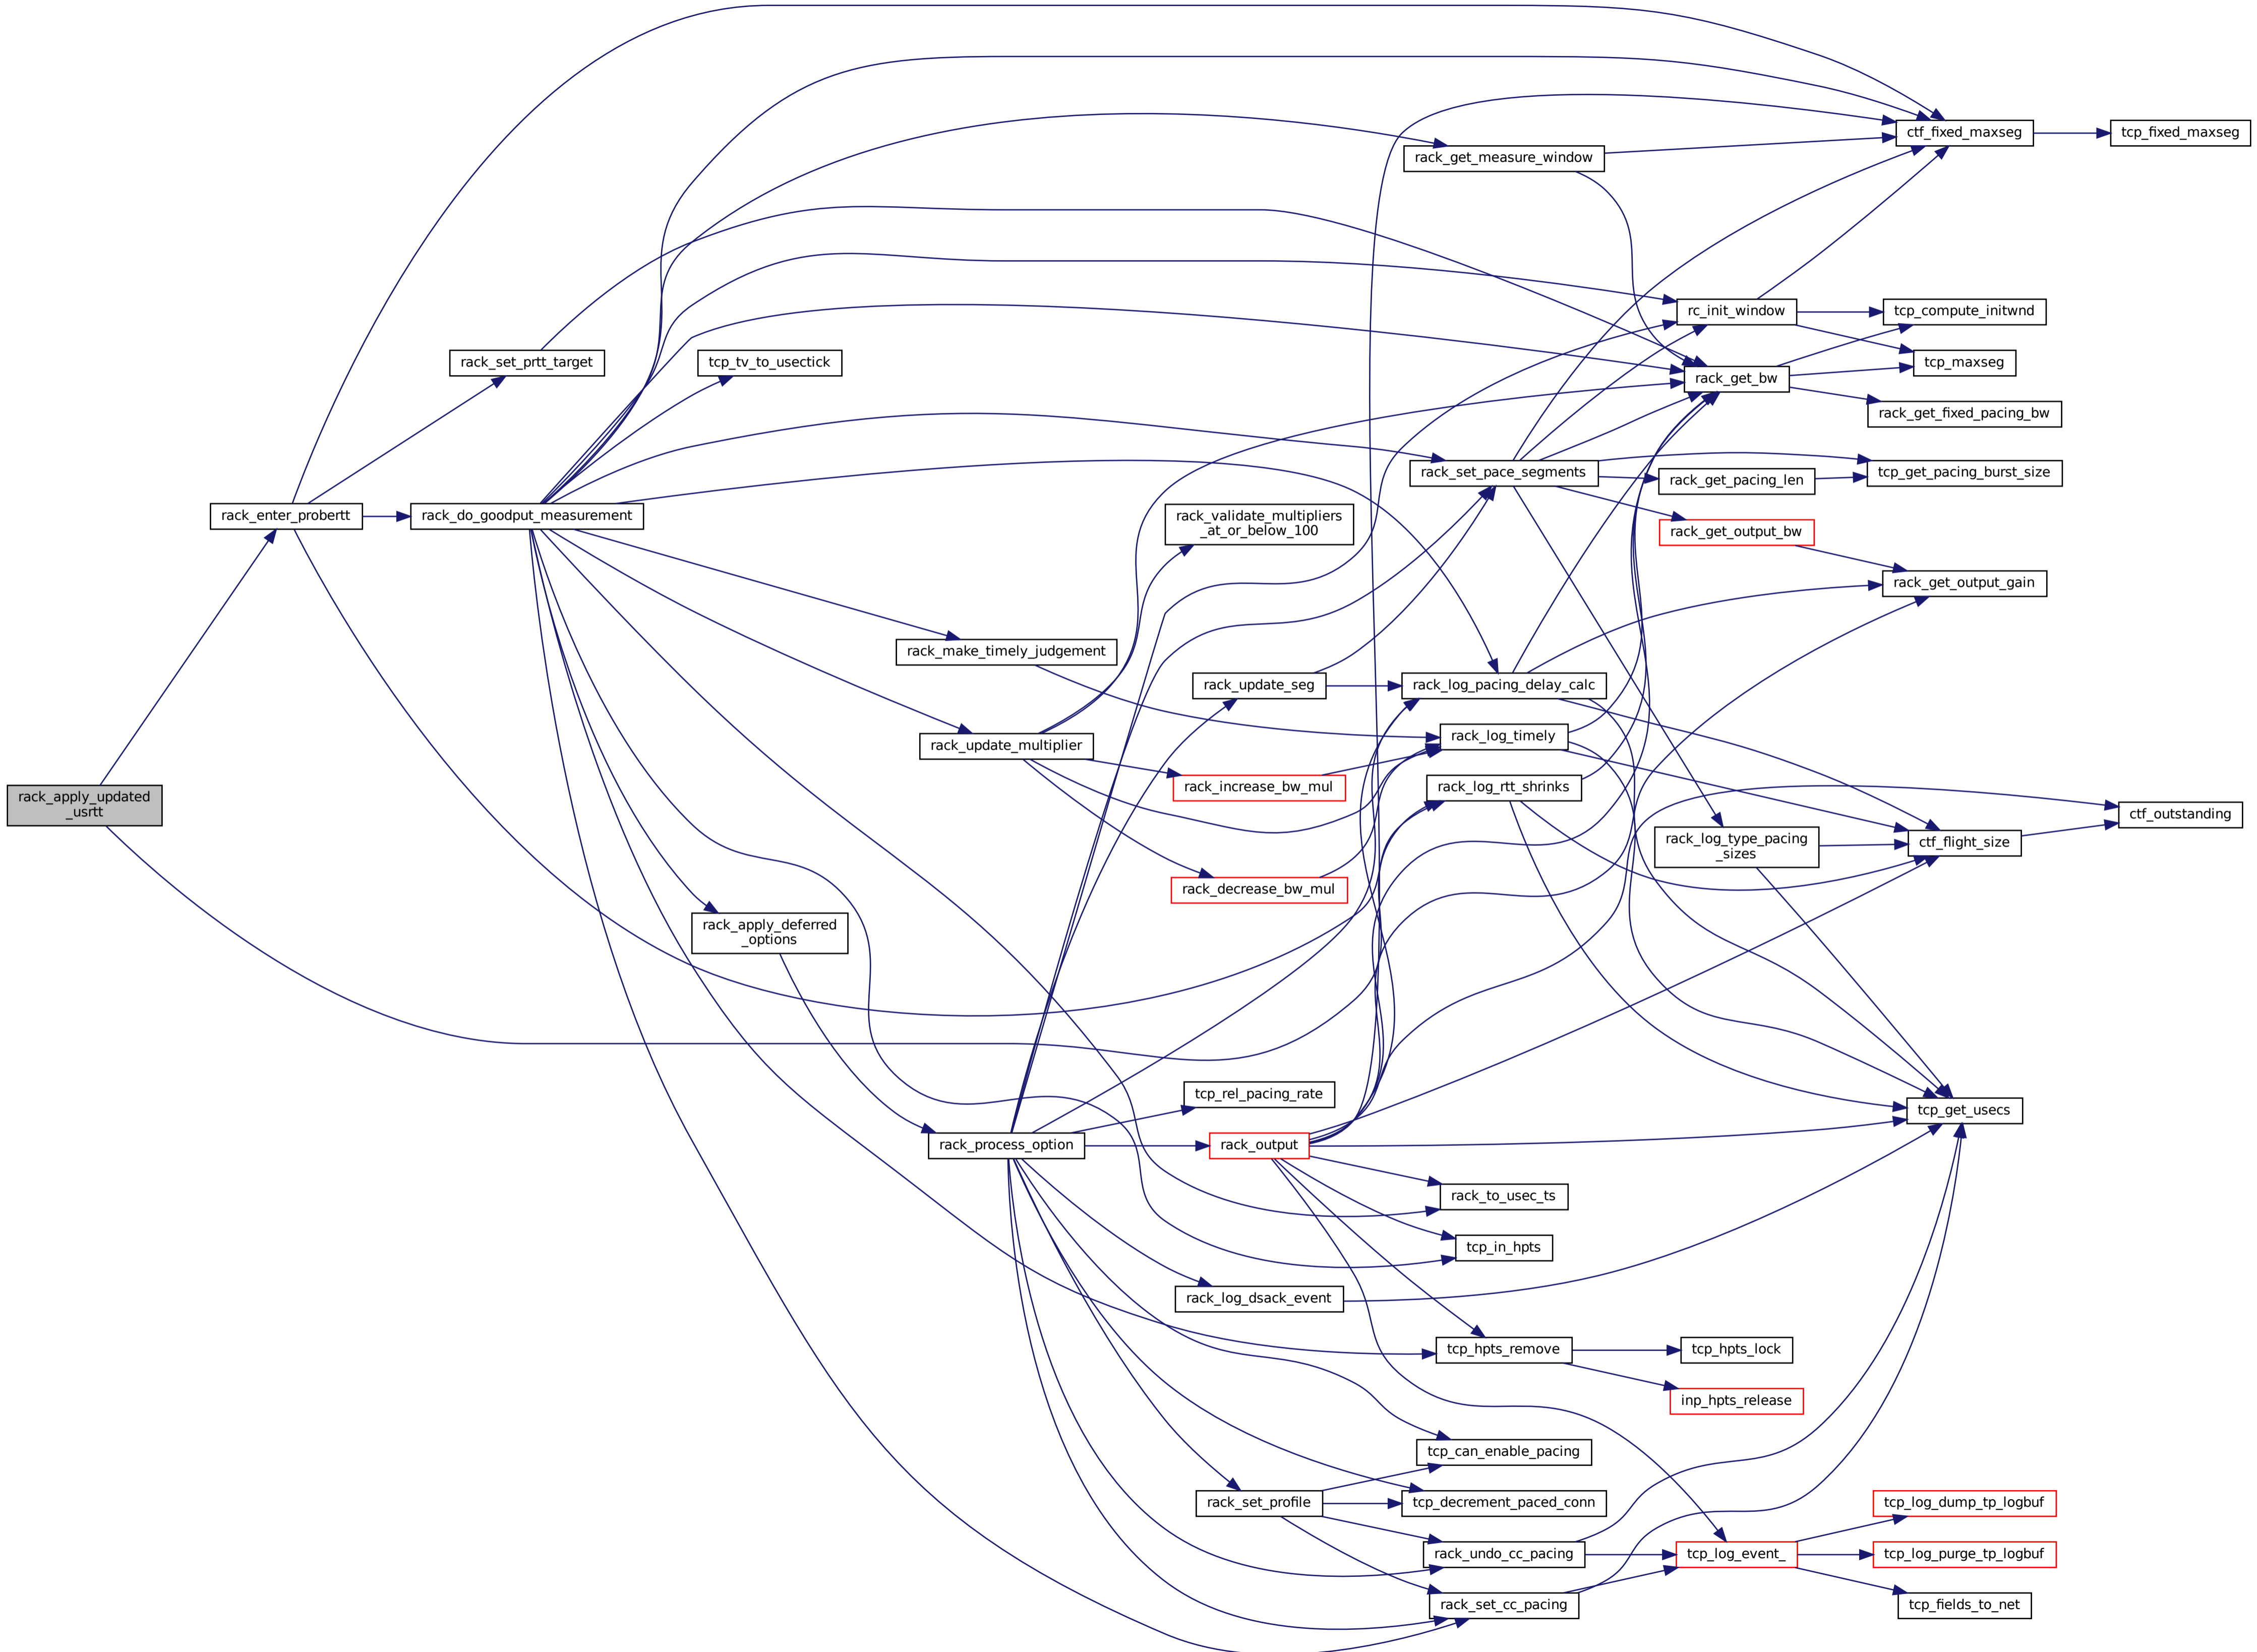 rack_apply_updated
_usrtt
rack_enter_probertt
rack_set_prtt_target
rack_do_goodput_measurement
tcp_tv_to_usectick
rack_apply_deferred
_options
rack_make_timely_judgement
rack_update_multiplier
rack_process_option
rack_validate_multipliers
_at_or_below_100
rack_update_seg
rack_increase_bw_mul
rack_decrease_bw_mul
tcp_rel_pacing_rate
rack_output
rack_log_dsack_event
rack_set_profile
rack_get_measure_window
rack_set_pace_segments
rack_log_pacing_delay_calc
rack_log_timely
rack_log_rtt_shrinks
rack_to_usec_ts
tcp_in_hpts
tcp_hpts_remove
tcp_can_enable_pacing
tcp_decrement_paced_conn
rack_undo_cc_pacing
rack_set_cc_pacing
rc_init_window
rack_get_bw
rack_get_pacing_len
rack_get_output_bw
rack_log_type_pacing
_sizes
tcp_hpts_lock
inp_hpts_release
tcp_log_event_
ctf_fixed_maxseg
tcp_compute_initwnd
tcp_maxseg
rack_get_fixed_pacing_bw
tcp_get_pacing_burst_size
rack_get_output_gain
ctf_flight_size
tcp_get_usecs
tcp_log_dump_tp_logbuf
tcp_log_purge_tp_logbuf
tcp_fields_to_net
tcp_fixed_maxseg
ctf_outstanding